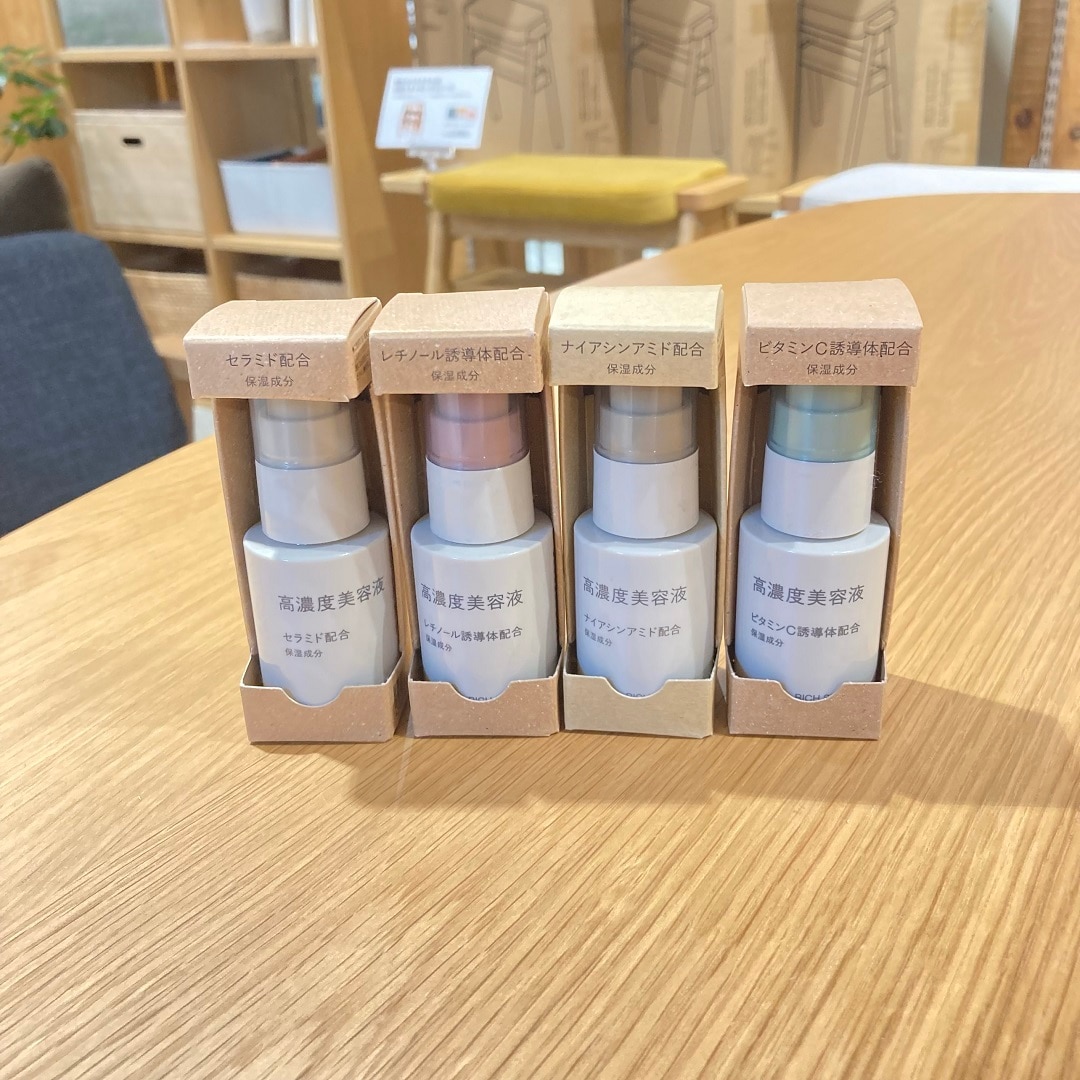 セラミド配合
保湿成分
レチノール誘導体配合
保湿成分
ナイアシンアミド配合
保湿成分
ビタミンC誘導体配合
保湿成分
高濃度美容液
セラミド配合
保湿成分
高濃度美容液
レチノール誘導体配合
保湿成分
RICH
高濃度美容液
ナイアシンアミド配合
保湿成分
高濃度美容液
ビタミンC誘導体配合
保湿成分
RICH